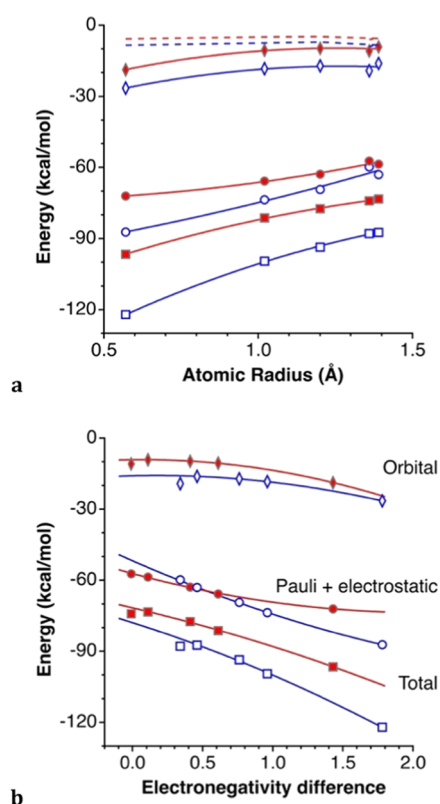 0
-30
-60
-90
-120
Energy (kcal/mol)
0.5
1.0
1.5
Atomic Radius (Å)
a
0
-30
-60
-90
-120
Energy (kcal/mol)
Orbital
Pauli + electrostatic
Total
0.0
0.5
1.0
1.5
2.0
Electronegativity difference
b